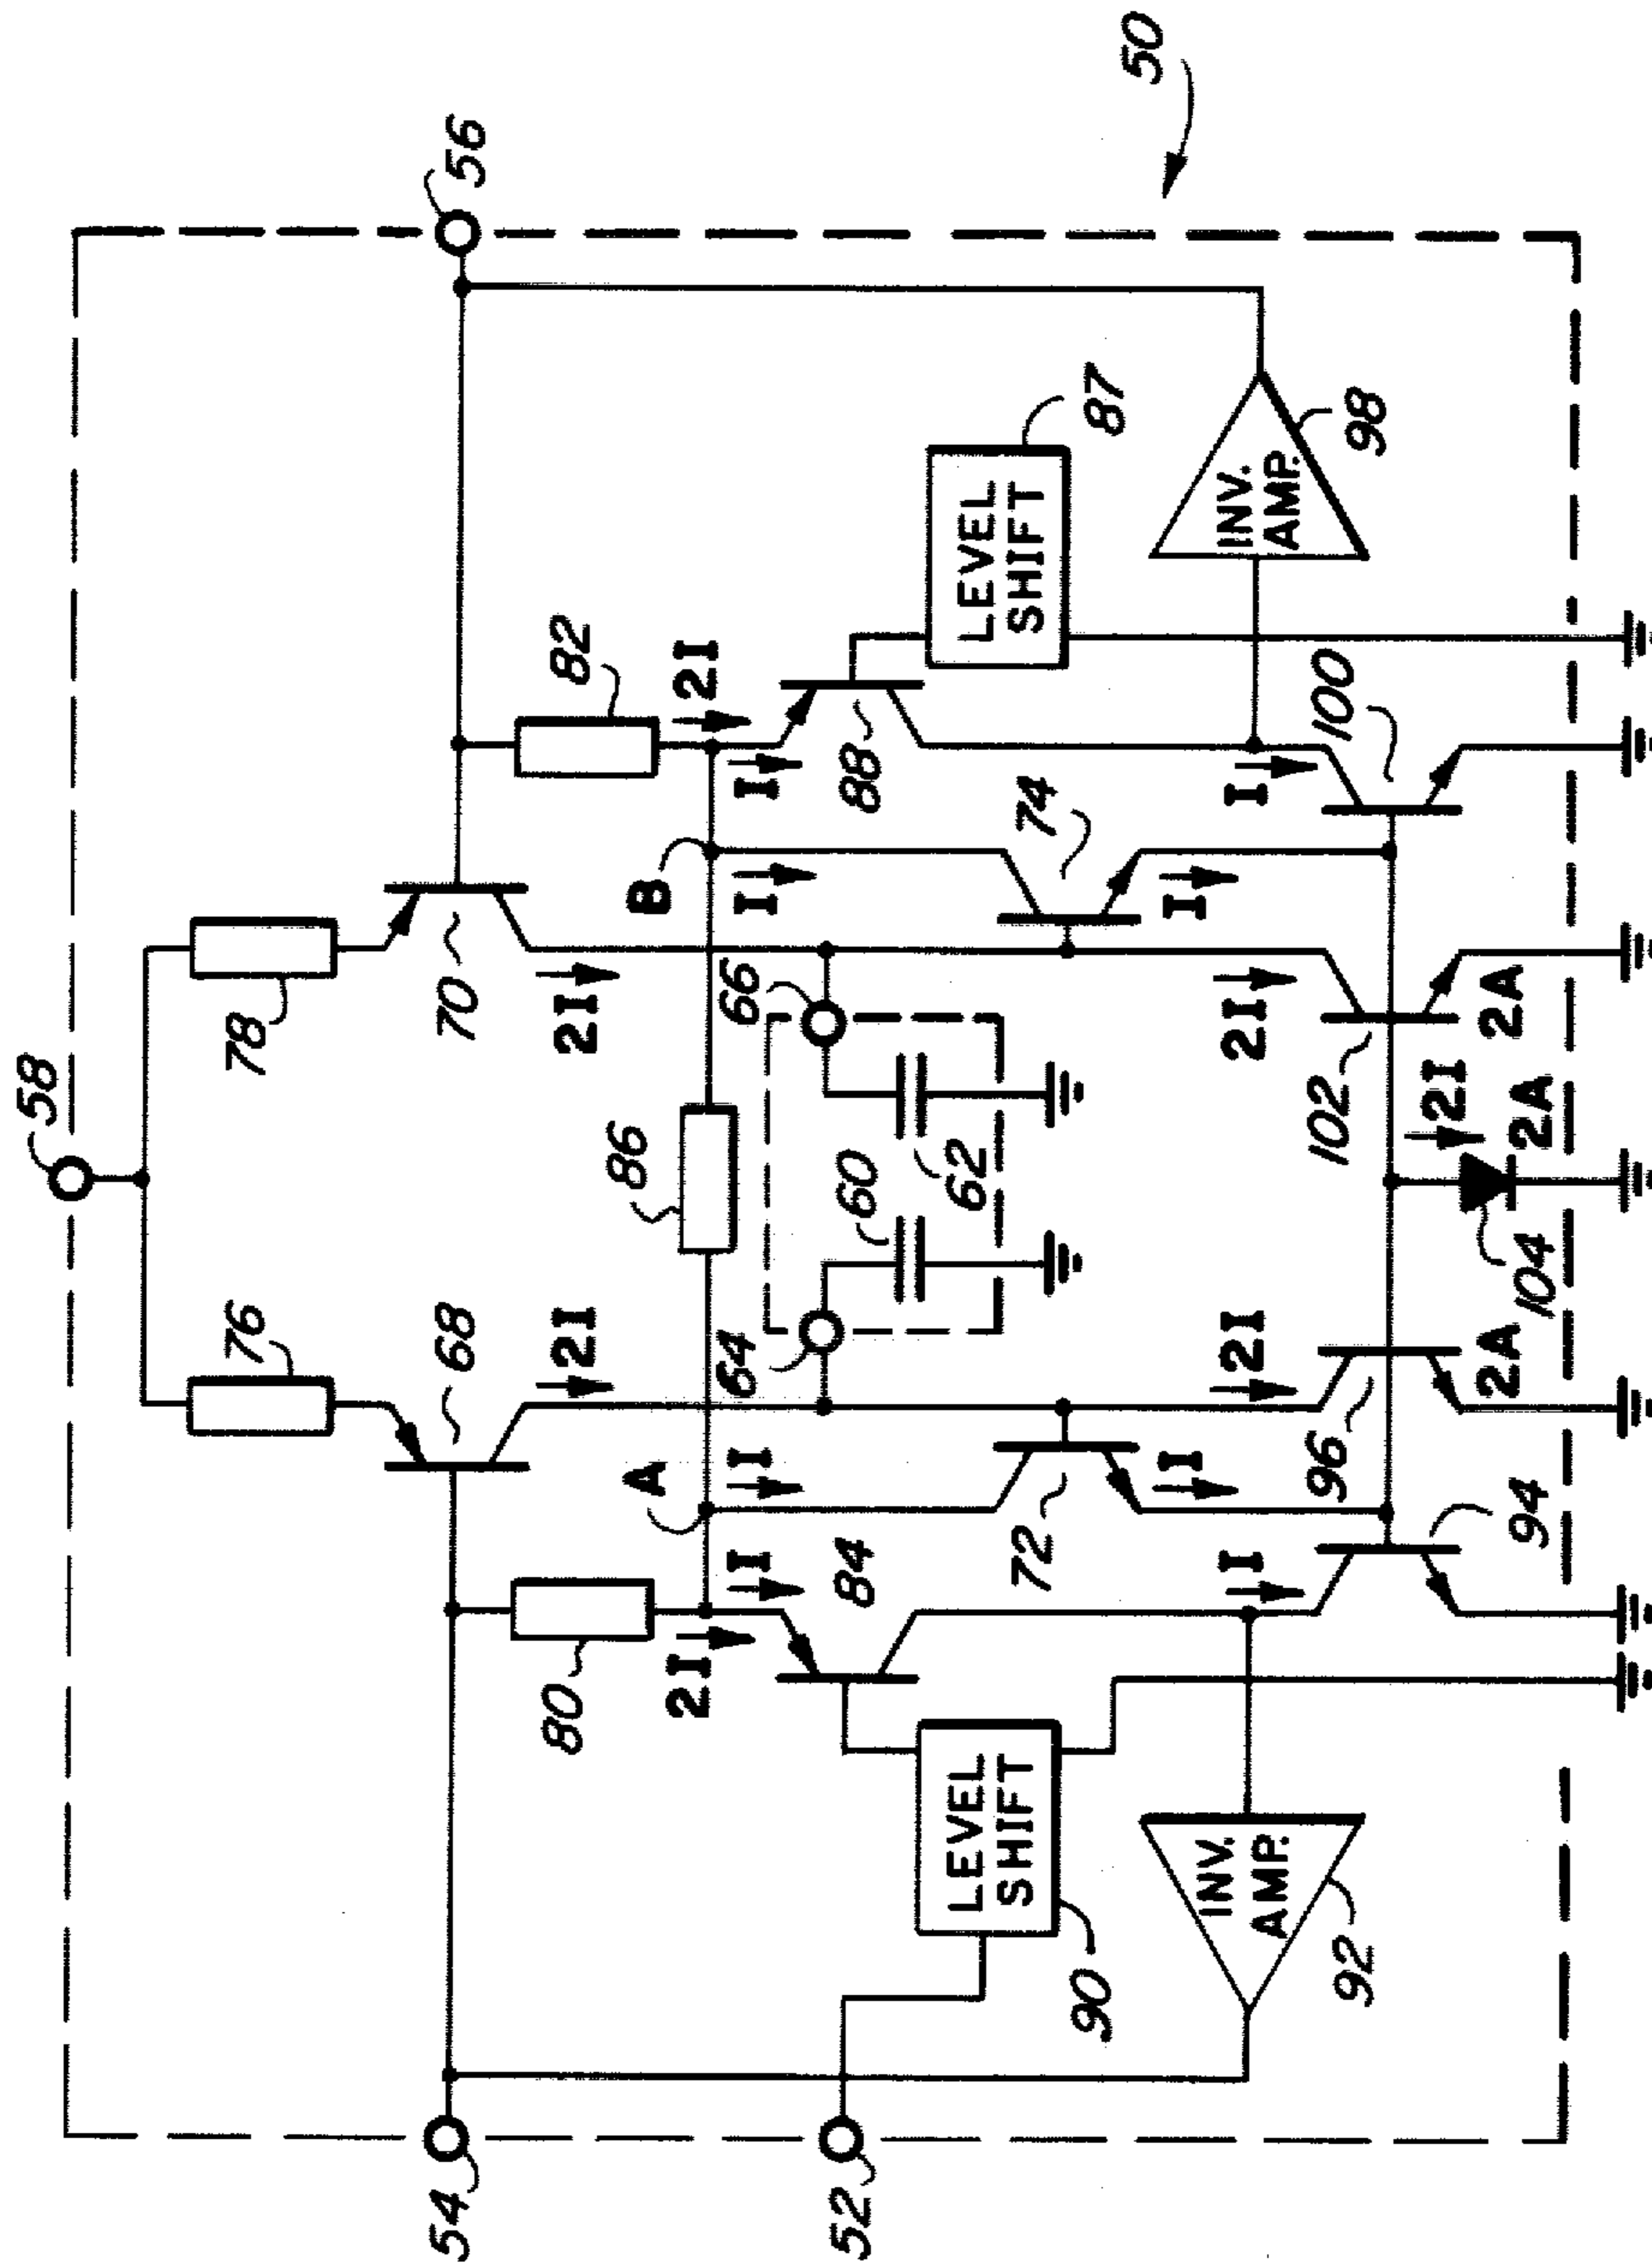 58
50
56
78
76
70
68
82
80
2I
2I
2I
2I
86
B
A
I
I
I
I
66
64
60
62
88
84
74
72
LEVEL
SHIFT
87
LEVEL
SHIFT
90
I
I
2I
2I
I
I
INV.
AMP.
98
INV.
AMP.
92
100
102
96
94
2I
2A
2A
2A
104
54
52